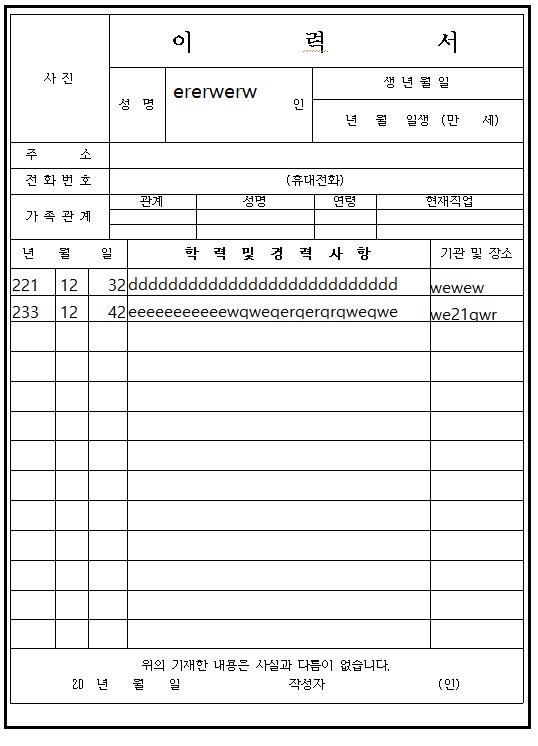 이 력 서
사 진
성 명 ererwerw 인
생 년 월 일
년 월 일생 (만 세)
주 소
전 화 번 호 (휴대전화)
가 족 관 계 관계 성명 연령 현재직업
년 월 일 학 력 및 경 력 사 항 기관 및 장소
221 12 32 ddddddddddddddddddddddddddd wewew
233 12 42 eeeeeeeeeeewqweqerqerqrqweqwe we21qwr
위의 기재한 내용은 사실과 다름이 없습니다.
20 년 월 일 작성자 (인)